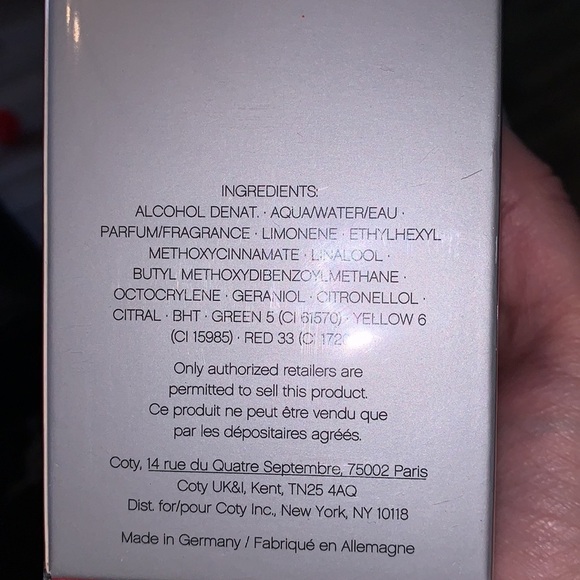 INGREDIENTS:
ALCOHOL DENAT. · AQUA/WATER/EAU ·
PARFUM/FRAGRANCE · LIMONENE · ETHYLHEXYL
METHOXYCINNAMATE · LINALOOL ·
BUTYL METHOXYDIBENZOYLMETHANE ·
OCTOCRYLENE · GERANIOL · CITRONELLOL ·
CITRAL · BHT · GREEN 5 (CI 61570) · YELLOW 6
(CI 15985) · RED 33 (CI
Only authorized retailers are
permitted to sell this product.
Ce produit ne peut être vendu que
par les dépositaires agréés.
Coty, 14 rue du Quatre Septembre, 75002 Paris
Coty UK&I, Kent, TN25 4AQ
Dist. for/pour Coty Inc., New York, NY 10118
Made in Germany / Fabriqué en Allemagne